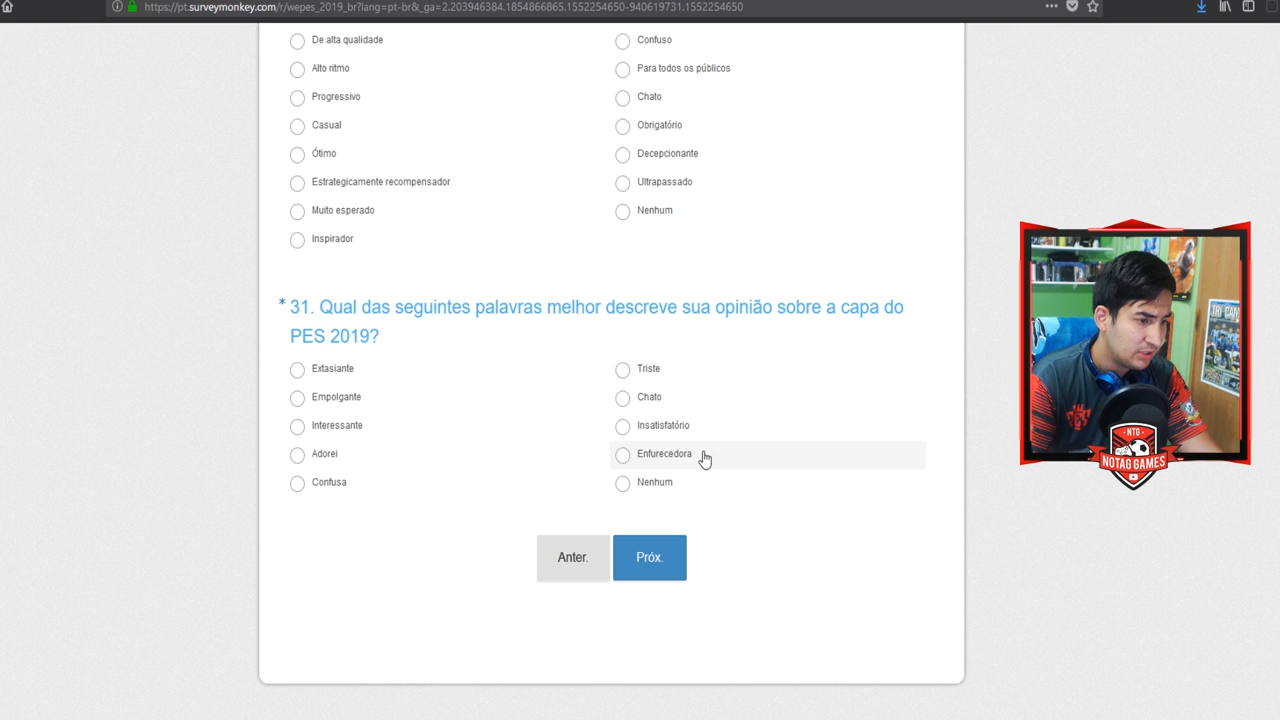 https://pt.surveymonkey.com/r/wepes_2019_br?lang=pt-br&_ga=2.203946384.1854866865.1552254650-940619731.1552254650
De alta qualidade
Alto ritmo
Progressivo
Casual
Ótimo
Estrategicamente recompensador
Muito esperado
Inspirador
Confuso
Para todos os públicos
Chato
Obrigatório
Decepcionante
Ultrapassado
Nenhum
* 31. Qual das seguintes palavras melhor descreve sua opinião sobre a capa do
PES 2019?
Extasiante
Empolgante
Interessante
Adorei
Confusa
Triste
Chato
Insatisfatório
Enfurecedora
Nenhum
Anter.
Próx.
TRI CAM
NTG
NOTAG GAMES